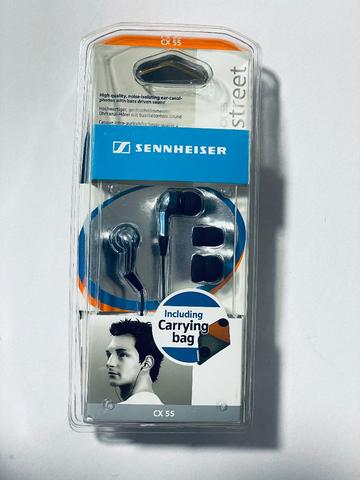 CX 55
High quality, noise-isolating ear-canal-
phones with bass driven sound
street
SENNHEISER
Including
Carrying
bag
CX 55